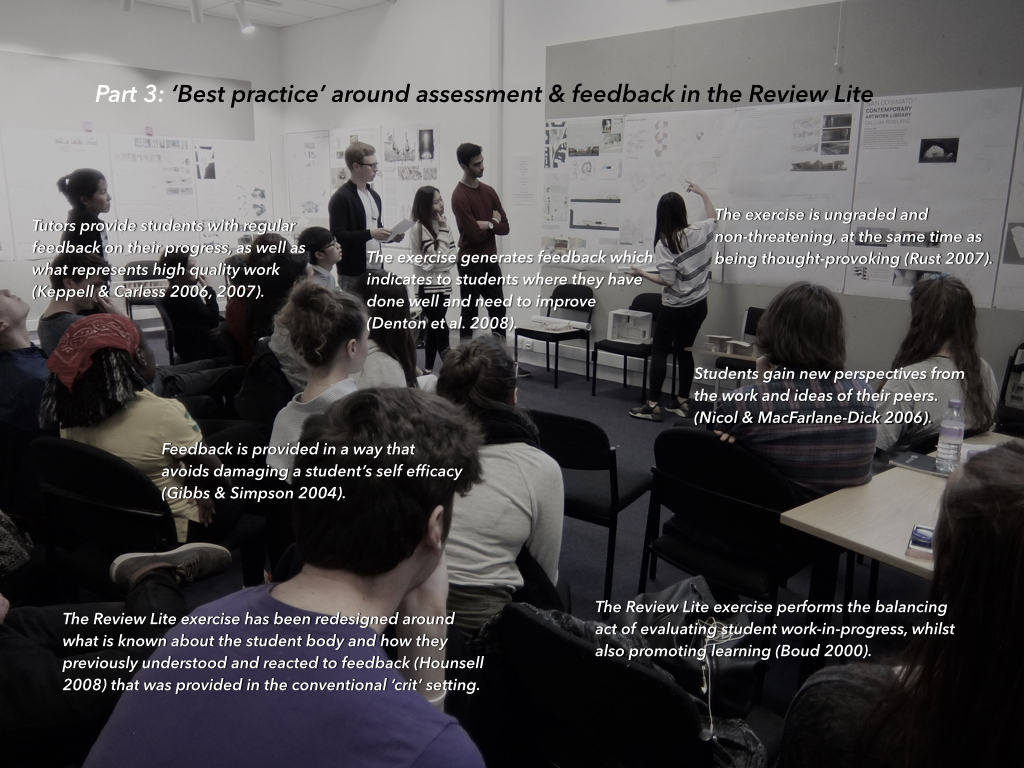 Part 3: ‘Best practice’ around assessment & feedback in the Review Lite
CONTEMPORARY
ARTWORK LIBRARY
Tutors provide students with regular
feedback on their progress, as well as
what represents high quality work
(Keppell & Carless 2006, 2007).
The exercise generates feedback which
indicates to students where they have
done well and need to improve
(Denton et al. 2008).
The exercise is ungraded and
non-threatening, at the same time as
being thought-provoking (Rust 2007).
Students gain new perspectives from
the work and ideas of their peers.
(Nicol & MacFarlane-Dick 2006).
Feedback is provided in a way that
avoids damaging a student’s self efficacy
(Gibbs & Simpson 2004).
The Review Lite exercise has been redesigned around
what is known about the student body and how they
previously understood and reacted to feedback (Hounsell
2008) that was provided in the conventional ‘crit’ setting.
The Review Lite exercise performs the balancing
act of evaluating student work-in-progress, whilst
also promoting learning (Boud 2000).